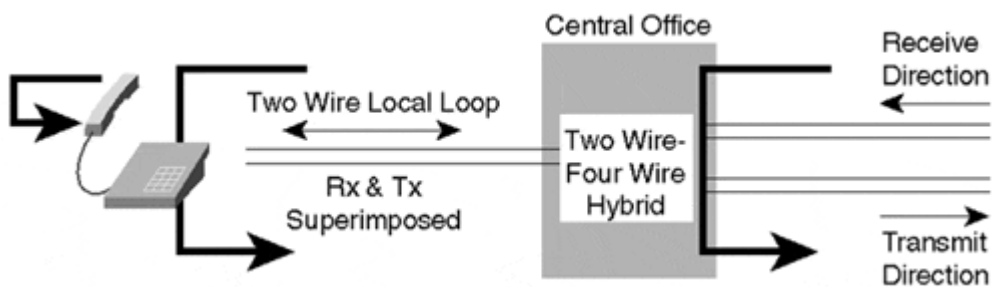 Central Office
Receive
Direction
Two Wire Local Loop
Two Wire-
Four Wire
Hybrid
Rx & Tx
Superimposed
Transmit
Direction